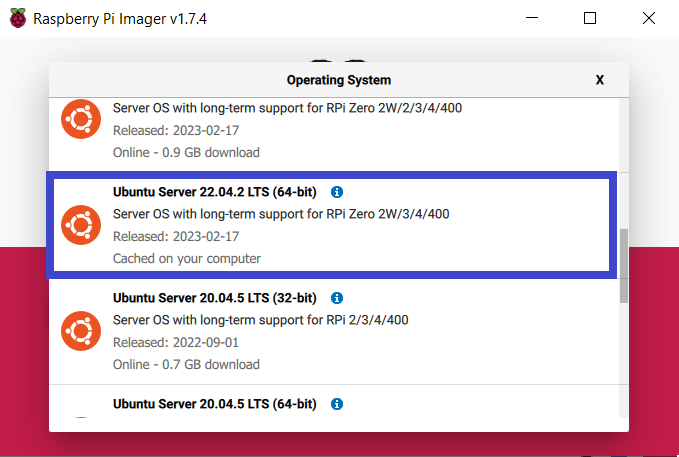 Raspberry Pi Imager v1.7.4
Operating System
X
Server OS with long-term support for RPi Zero 2W/2/3/4/400
Released: 2023-02-17
Online - 0.9 GB download
Ubuntu Server 22.04.2 LTS (64-bit)
Server OS with long-term support for RPi Zero 2W/3/4/400
Released: 2023-02-17
Cached on your computer
Ubuntu Server 20.04.5 LTS (32-bit)
Server OS with long-term support for RPi 2/3/4/400
Released: 2022-09-01
Online - 0.7 GB download
Ubuntu Server 20.04.5 LTS (64-bit)